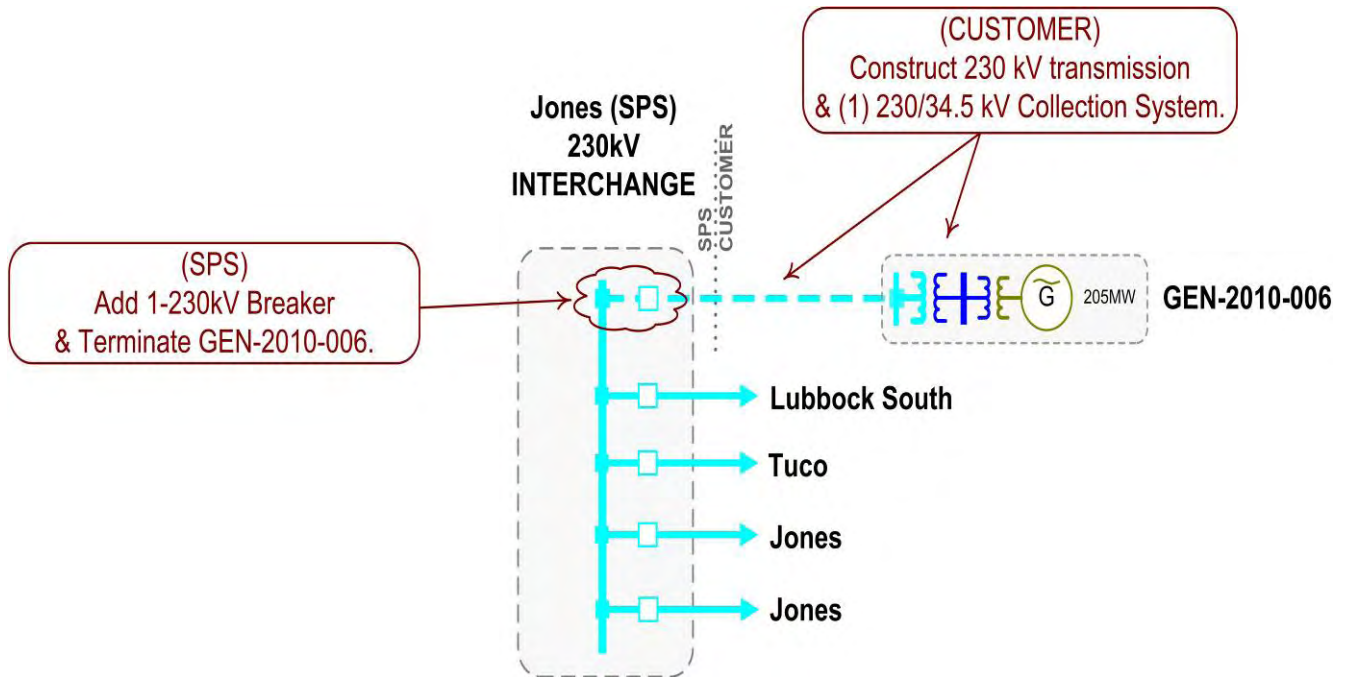 (CUSTOMER)
Construct 230 kV transmission
& (1) 230/34.5 kV Collection System.
Jones (SPS)
230kV
INTERCHANGE
SPS
CUSTOMER
(SPS)
Add 1-230kV Breaker
& Terminate GEN-2010-006.
G
205MW
GEN-2010-006
Lubbock South
Tuco
Jones
Jones